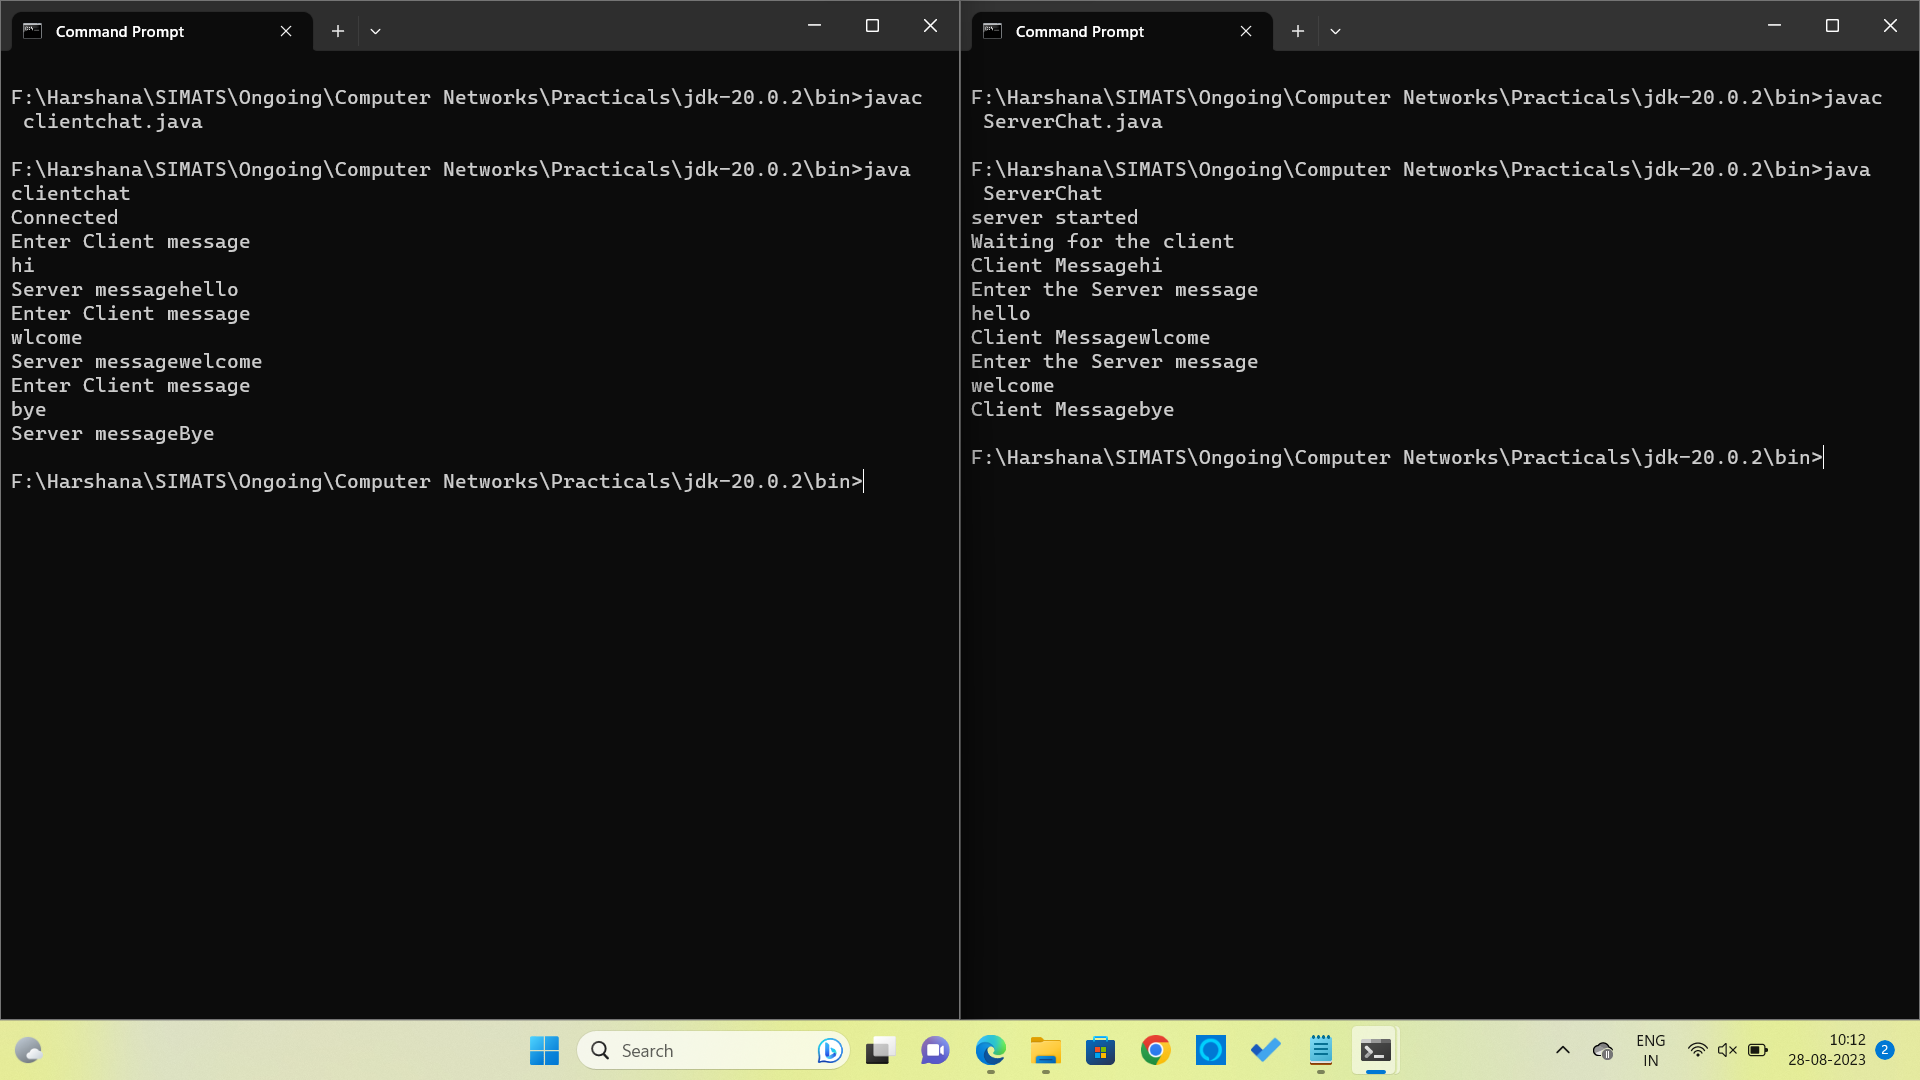 Command Prompt
F:\Harshana\SIMATS\Ongoing\Computer Networks\Practicals\jdk-20.0.2\bin>javac
clientchat.java
F:\Harshana\SIMATS\Ongoing\Computer Networks\Practicals\jdk-20.0.2\bin>java
clientchat
Connected
Enter Client message
hi
Server messagehello
Enter Client message
wlcome
Server messagewelcome
Enter Client message
bye
Server messageBye
F:\Harshana\SIMATS\Ongoing\Computer Networks\Practicals\jdk-20.0.2\bin>
Command Prompt
F:\Harshana\SIMATS\Ongoing\Computer Networks\Practicals\jdk-20.0.2\bin>javac
ServerChat.java
F:\Harshana\SIMATS\Ongoing\Computer Networks\Practicals\jdk-20.0.2\bin>java
ServerChat
server started
Waiting for the client
Client Messagehi
Enter the Server message
hello
Client Messagewlcome
Enter the Server message
welcome
Client Messagebye
F:\Harshana\SIMATS\Ongoing\Computer Networks\Practicals\jdk-20.0.2\bin>
Search
ENG
IN
10:12
28-08-2023
2